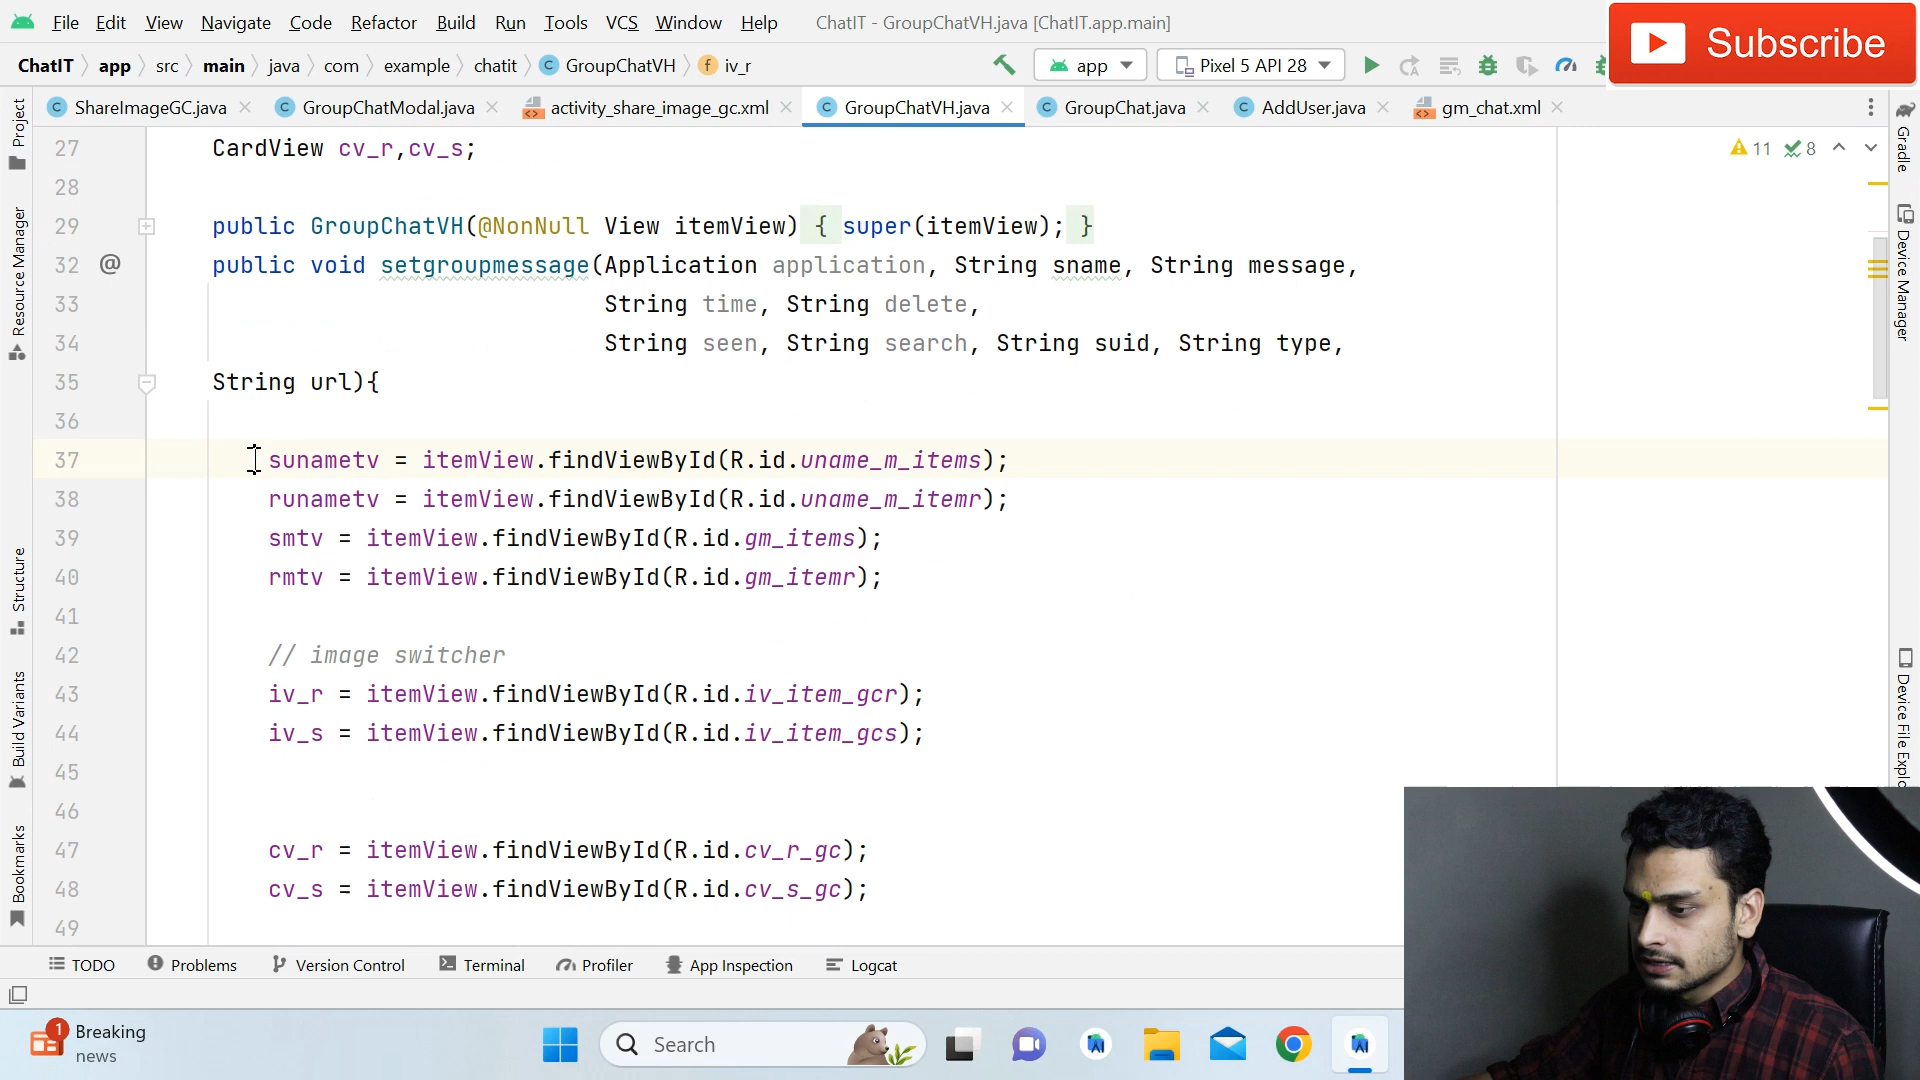 File Edit View Navigate Code Refactor Build Run Tools VCS Window Help ChatIT - GroupChatVH.java [ChatIT.app.main]
Subscribe
ChatIT app src main java com example chatit GroupChatVH iv_r app Pixel 5 API 28
ShareImageGC.java GroupChatModal.java activity_share_image_gc.xml GroupChatVH.java GroupChat.java AddUser.java gm_chat.xml
Project
Resource Manager
Structure
Build Variants
Bookmarks
11 8
27 CardView cv_r,cv_s;
28
29 public GroupChatVH(@NonNull View itemView) { super(itemView); }
32 @ public void setgroupmessage(Application application, String sname, String message,
33 String time, String delete,
34 String seen, String search, String suid, String type,
35 String url){
36
37 sunametv = itemView.findViewById(R.id.uname_m_items);
38 runametv = itemView.findViewById(R.id.uname_m_itemr);
39 smtv = itemView.findViewById(R.id.gm_items);
40 rmtv = itemView.findViewById(R.id.gm_itemr);
41
42 // image switcher
43 iv_r = itemView.findViewById(R.id.iv_item_gcr);
44 iv_s = itemView.findViewById(R.id.iv_item_gcs);
45
46
47 cv_r = itemView.findViewById(R.id.cv_r_gc);
48 cv_s = itemView.findViewById(R.id.cv_s_gc);
49
Gradle
Device Manager
Device File Explo
TODO Problems Version Control Terminal Profiler App Inspection Logcat
1 Breaking
news
Search